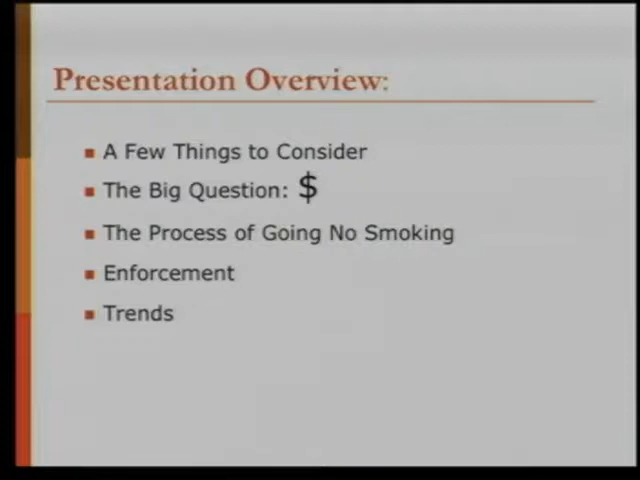 Presentation Overview:
A Few Things to Consider
The Big Question: $
The Process of Going No Smoking
Enforcement
Trends